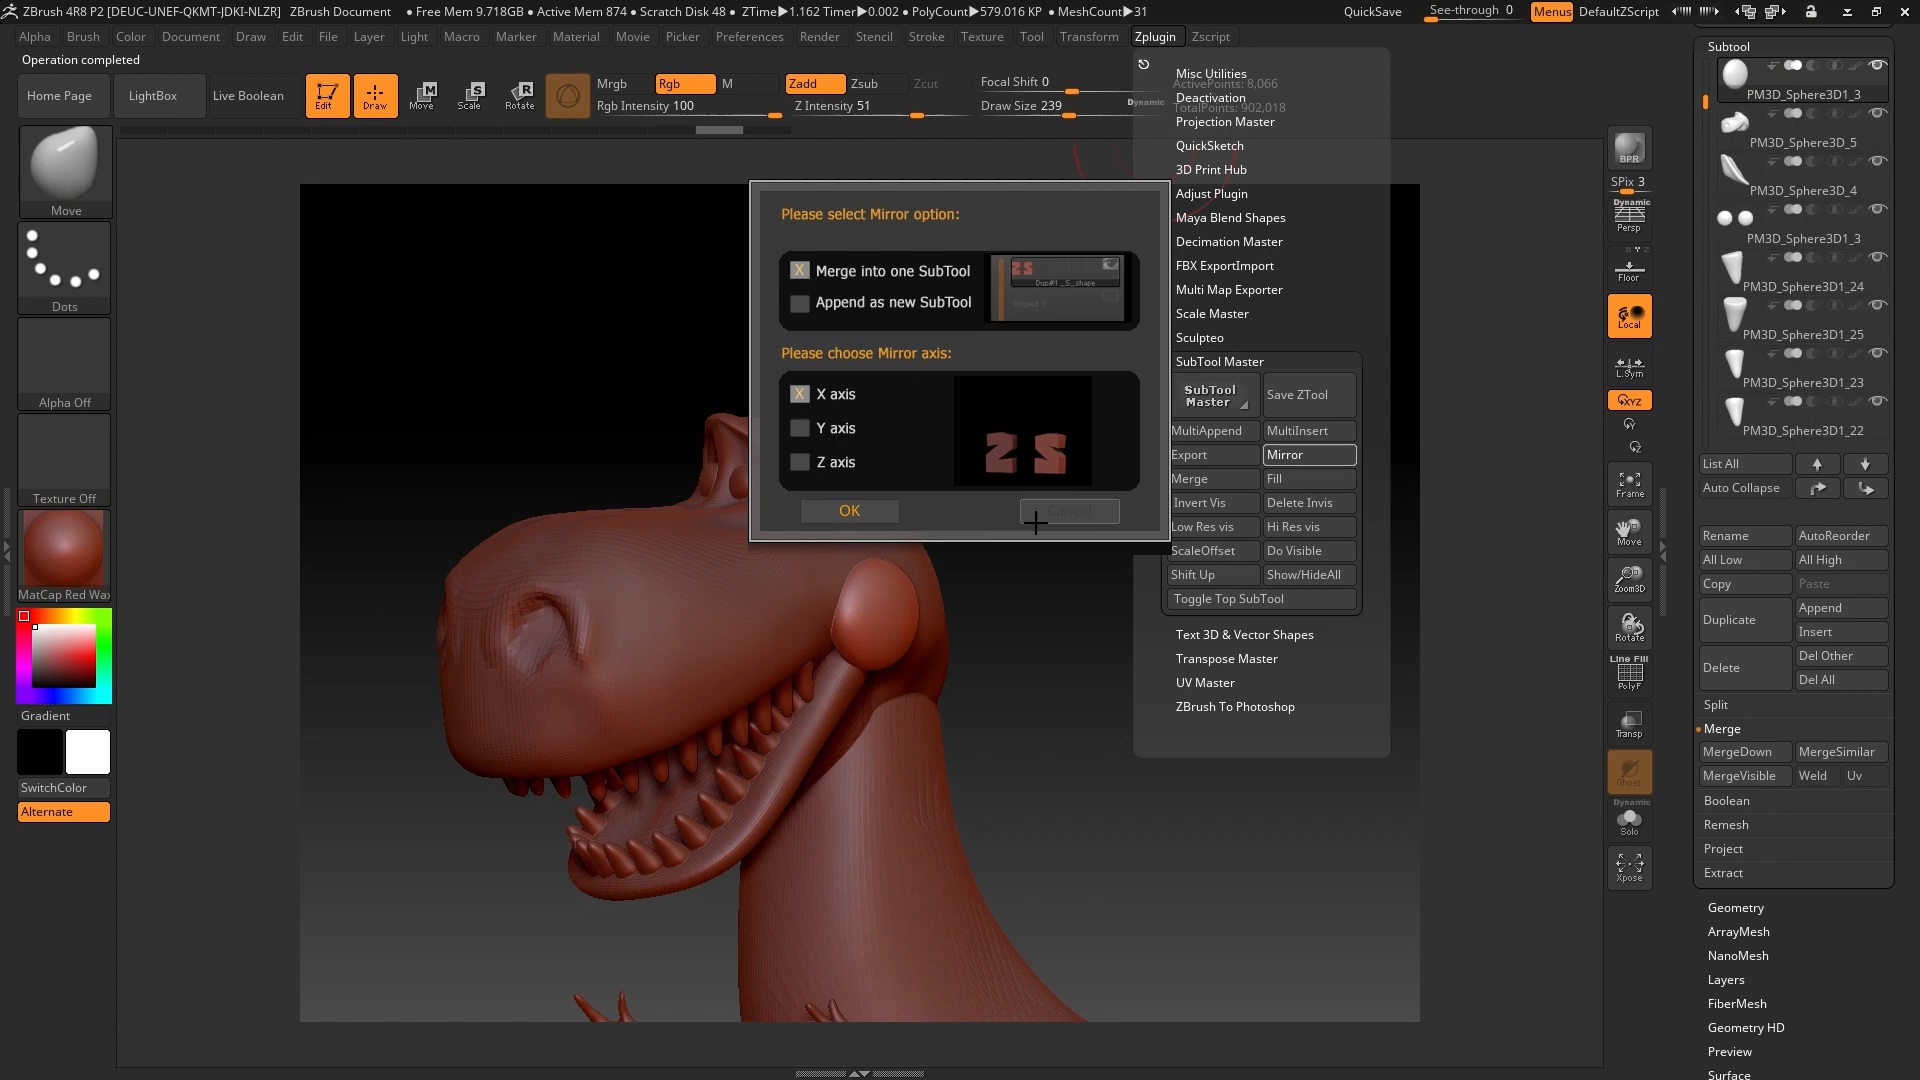 ZBrush 4R8 P2 [DEUC-UNEF-QKMT-JDKI-NLZR] ZBrush Document • Free Mem 9.718GB • Active Mem 874 • Scratch Disk 48 • ZTime▶1.162 Timer▶0.002 • PolyCount▶579.016 KP • MeshCount▶31 QuickSave See-through 0 Menus DefaultZScript
Alpha Brush Color Document Draw Edit File Layer Light Macro Marker Material Movie Picker Preferences Render Stencil Stroke Texture Tool Transform Zplugin Zscript
Operation completed
Home Page LightBox Live Boolean Edit Draw Move Scale Rotate
Mrgb Rgb M Zadd Zsub Zcut Focal Shift 0
Rgb Intensity 100 Z Intensity 51 Draw Size 239 Dynamic
ActivePoints: 8,066
TotalPoints: 902,018
Move
Dots
Alpha Off
Texture Off
MatCap Red Wax
Gradient
SwitchColor
Alternate
Please select Mirror option:
X Merge into one SubTool
Append as new SubTool
Dup#1 _S_shape
Please choose Mirror axis:
X X axis
Y axis
Z axis
OK Cancel
Misc Utilities
Deactivation
Projection Master
QuickSketch
3D Print Hub
Adjust Plugin
Maya Blend Shapes
Decimation Master
FBX ExportImport
Multi Map Exporter
Scale Master
Sculpteo
SubTool Master
SubTool Master Save ZTool
MultiAppend MultiInsert
Export Mirror
Merge Fill
Invert Vis Delete Invis
Low Res vis Hi Res vis
ScaleOffset Do Visible
Shift Up Show/HideAll
Toggle Top SubTool
Text 3D & Vector Shapes
Transpose Master
UV Master
ZBrush To Photoshop
BPR
SPix 3
Dynamic
Persp
Floor
Local
L.Sym
XYZ
Frame
Move
Zoom3D
Rotate
Line Fill
PolyF
Transp
Ghost
Dynamic
Solo
Xpose
Subtool
PM3D_Sphere3D1_3
PM3D_Sphere3D_5
PM3D_Sphere3D_4
PM3D_Sphere3D1_3
PM3D_Sphere3D1_24
PM3D_Sphere3D1_25
PM3D_Sphere3D1_23
PM3D_Sphere3D1_22
List All
Auto Collapse
Rename AutoReorder
All Low All High
Copy Paste
Duplicate Append
Insert
Delete Del Other
Del All
Split
Merge
MergeDown MergeSimilar
MergeVisible Weld Uv
Boolean
Remesh
Project
Extract
Geometry
ArrayMesh
NanoMesh
Layers
FiberMesh
Geometry HD
Preview
Surface